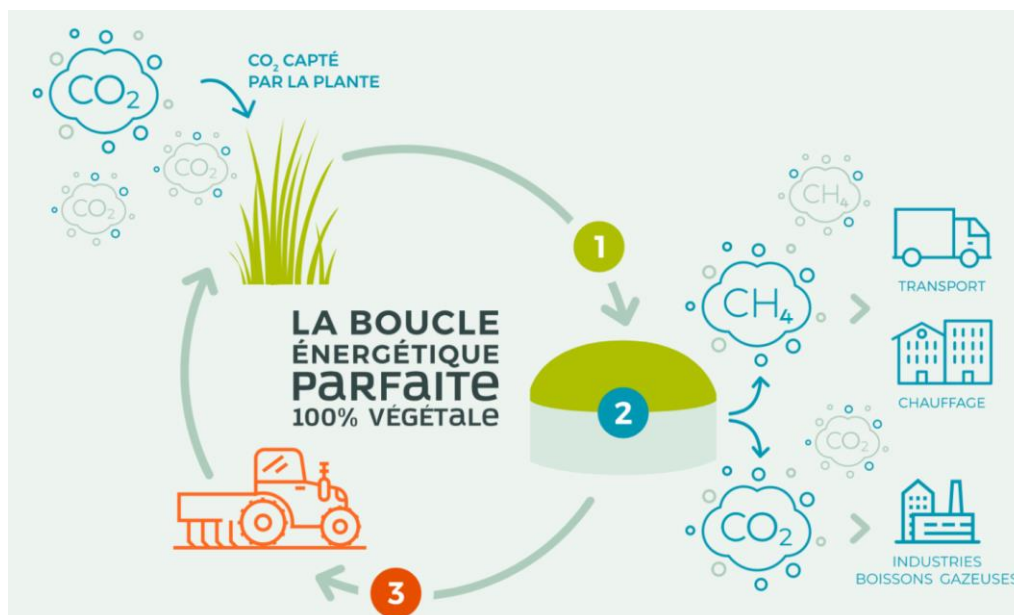 CO₂
CO₂ CAPTÉ
PAR LA PLANTE
CO₂
CO₂
1
CH₄
CH₄
TRANSPORT
LA BOUCLE
ÉNERGÉTIQUE
PARFAITE
100% VÉGÉTALE
2
CHAUFFAGE
CO₂
CO₂
INDUSTRIES
BOISSONS GAZEUSES
3